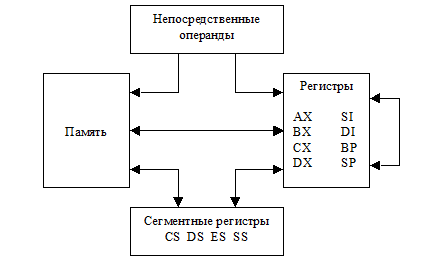 Непосредственные
операнды
Память
Регистры
AX SI
BX DI
CX BP
DX SP
Сегментные регистры
CS DS ES SS